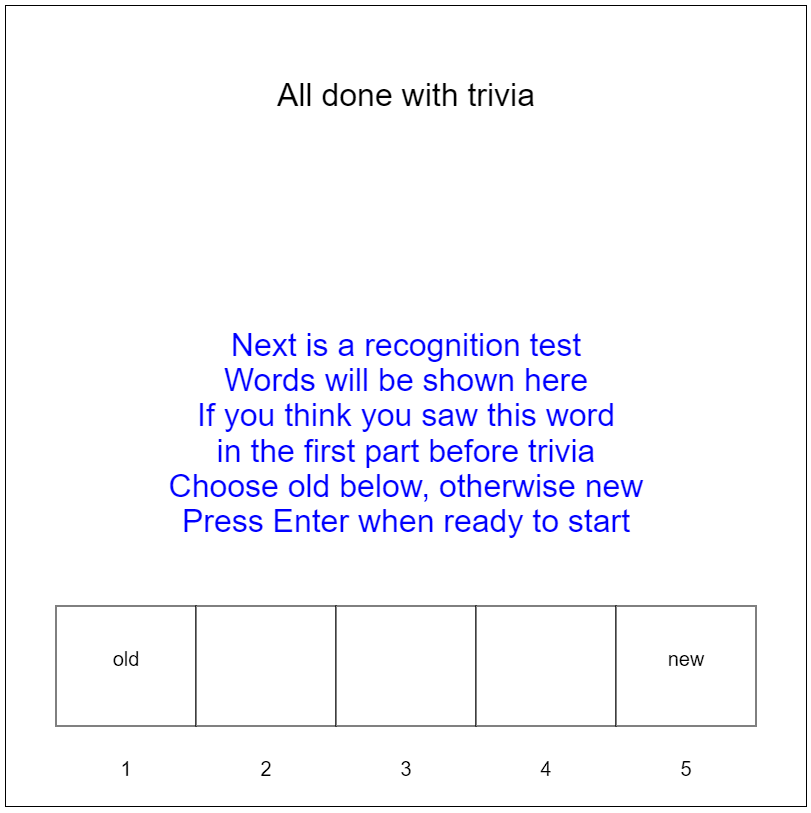 All done with trivia
Next is a recognition test
Words will be shown here
If you think you saw this word
in the first part before trivia
Choose old below, otherwise new
Press Enter when ready to start
old
new
1
2
3
4
5